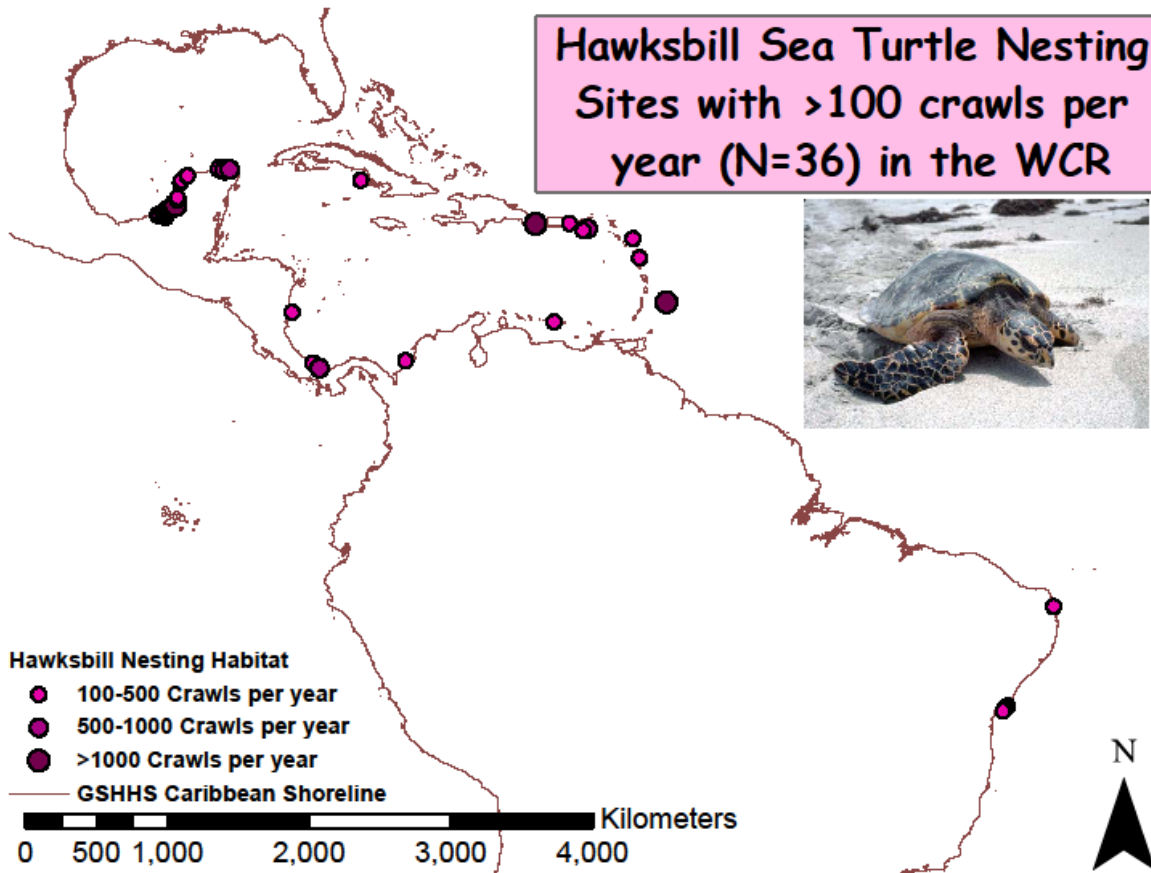 Hawksbill Sea Turtle Nesting
Sites with >100 crawls per
year (N=36) in the WCR
Hawksbill Nesting Habitat
100-500 Crawls per year
500-1000 Crawls per year
>1000 Crawls per year
GSHHS Caribbean Shoreline
Kilometers
0 500 1,000 2,000 3,000 4,000
N